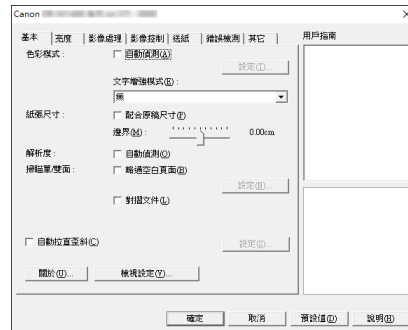 Canon
基本 亮度 影像處理 影像控制 送紙 錯誤檢測 其它 用戶指南
色彩模式： 自動偵測(A)
設定(T)...
文字增強模式(E)：
無
紙張尺寸： 配合原稿尺寸(P)
邊界(M)： 0.00cm
解析度： 自動偵測(O)
掃瞄單/雙面： 略過空白頁面(B)
設定(N)...
對摺文件(L)
自動拉直歪斜(C)
設定(G)...
關於(U)... 檢視設定(Y)...
確定 取消 預設值(D) 說明(H)